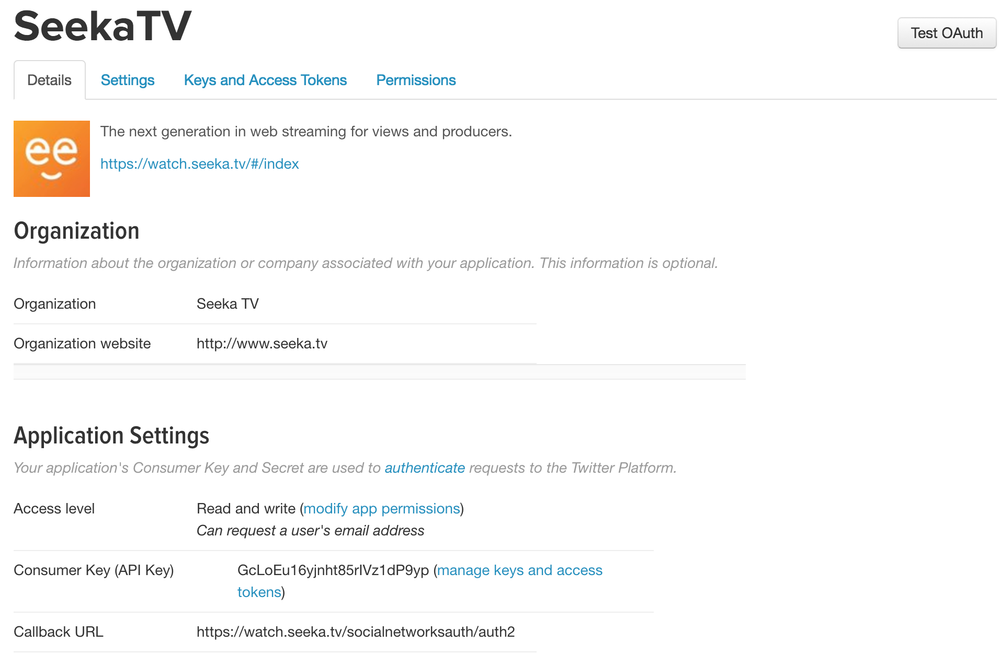 SeekaTV
Test OAuth
Details Settings Keys and Access Tokens Permissions
ee
The next generation in web streaming for views and producers.
https://watch.seeka.tv/#/index
Organization
Information about the organization or company associated with your application. This information is optional.
Organization Seeka TV
Organization website http://www.seeka.tv
Application Settings
Your application's Consumer Key and Secret are used to authenticate requests to the Twitter Platform.
Access level Read and write (modify app permissions)
Can request a user's email address
Consumer Key (API Key) GcLoEu16yjnht85rIVz1dP9yp (manage keys and access
tokens)
Callback URL https://watch.seeka.tv/socialnetworksauth/auth2